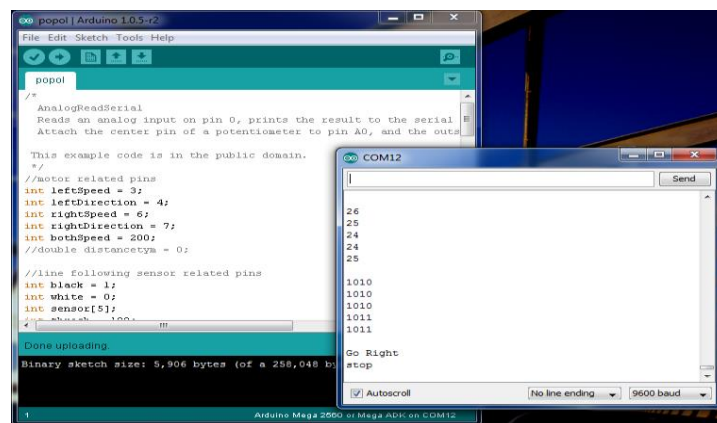 popol | Arduino 1.0.5-r2
File Edit Sketch Tools Help
popol
/*
AnalogReadSerial
Reads an analog input on pin 0, prints the result to the serial
Attach the center pin of a potentiometer to pin A0, and the outs
This example code is in the public domain.
*/
//motor related pins
int leftSpeed = 3;
int leftDirection = 4;
int rightSpeed = 6;
int rightDirection = 7;
int bothSpeed = 200;
//double distancetym = 0;
//line following sensor related pins
int black = 1;
int white = 0;
int sensor[5];
Done uploading.
Binary sketch size: 5,906 bytes (of a 258,048 by
1
Arduino Mega 2560 or Mega ADK on COM12
COM12
Send
26
25
24
24
25
1010
1010
1010
1011
1011
Go Right
stop
Autoscroll
No line ending
9600 baud